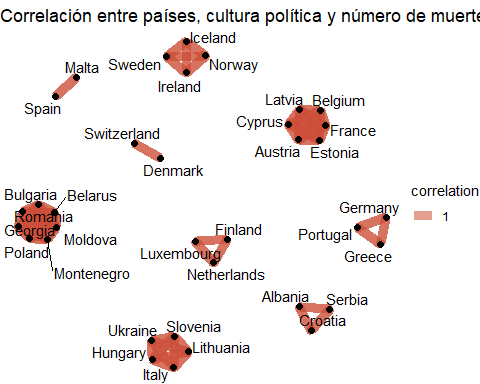 Correlación entre países, cultura política y número de muerte
Iceland
Sweden
Norway
Ireland
Malta
Spain
Switzerland
Denmark
Latvia
Belgium
Cyprus
France
Austria
Estonia
correlation
1
Bulgaria
Belarus
Romania
Georgia
Moldova
Poland
Montenegro
Finland
Luxembourg
Netherlands
Germany
Portugal
Greece
Albania
Serbia
Croatia
Ukraine
Slovenia
Hungary
Lithuania
Italy